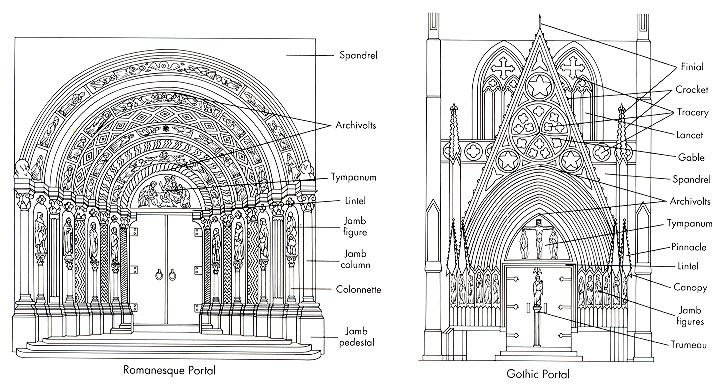 Spandrel
Archivolts
Tympanum
Lintel
Jamb
figure
Jamb
column
Colonnette
Jamb
pedestal
Romanesque Portal
Finial
Crocket
Tracery
Lancet
Gable
Spandrel
Archivolts
Tympanum
Pinnacle
Lintel
Canopy
Jamb
figures
Trumeau
Gothic Portal